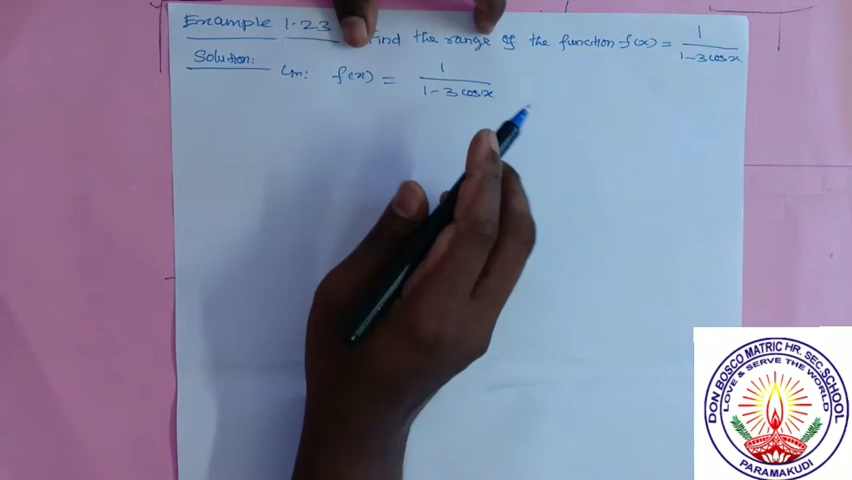 Example 1.23 Find the range of the function f(x) = 1/(1-3cosx)
Solution:
Gn: f(x) = 1/(1-3cosx)
DON BOSCO MATRIC HR. SEC. SCHOOL
LOVE & SERVE THE WORLD
PARAMAKUDI